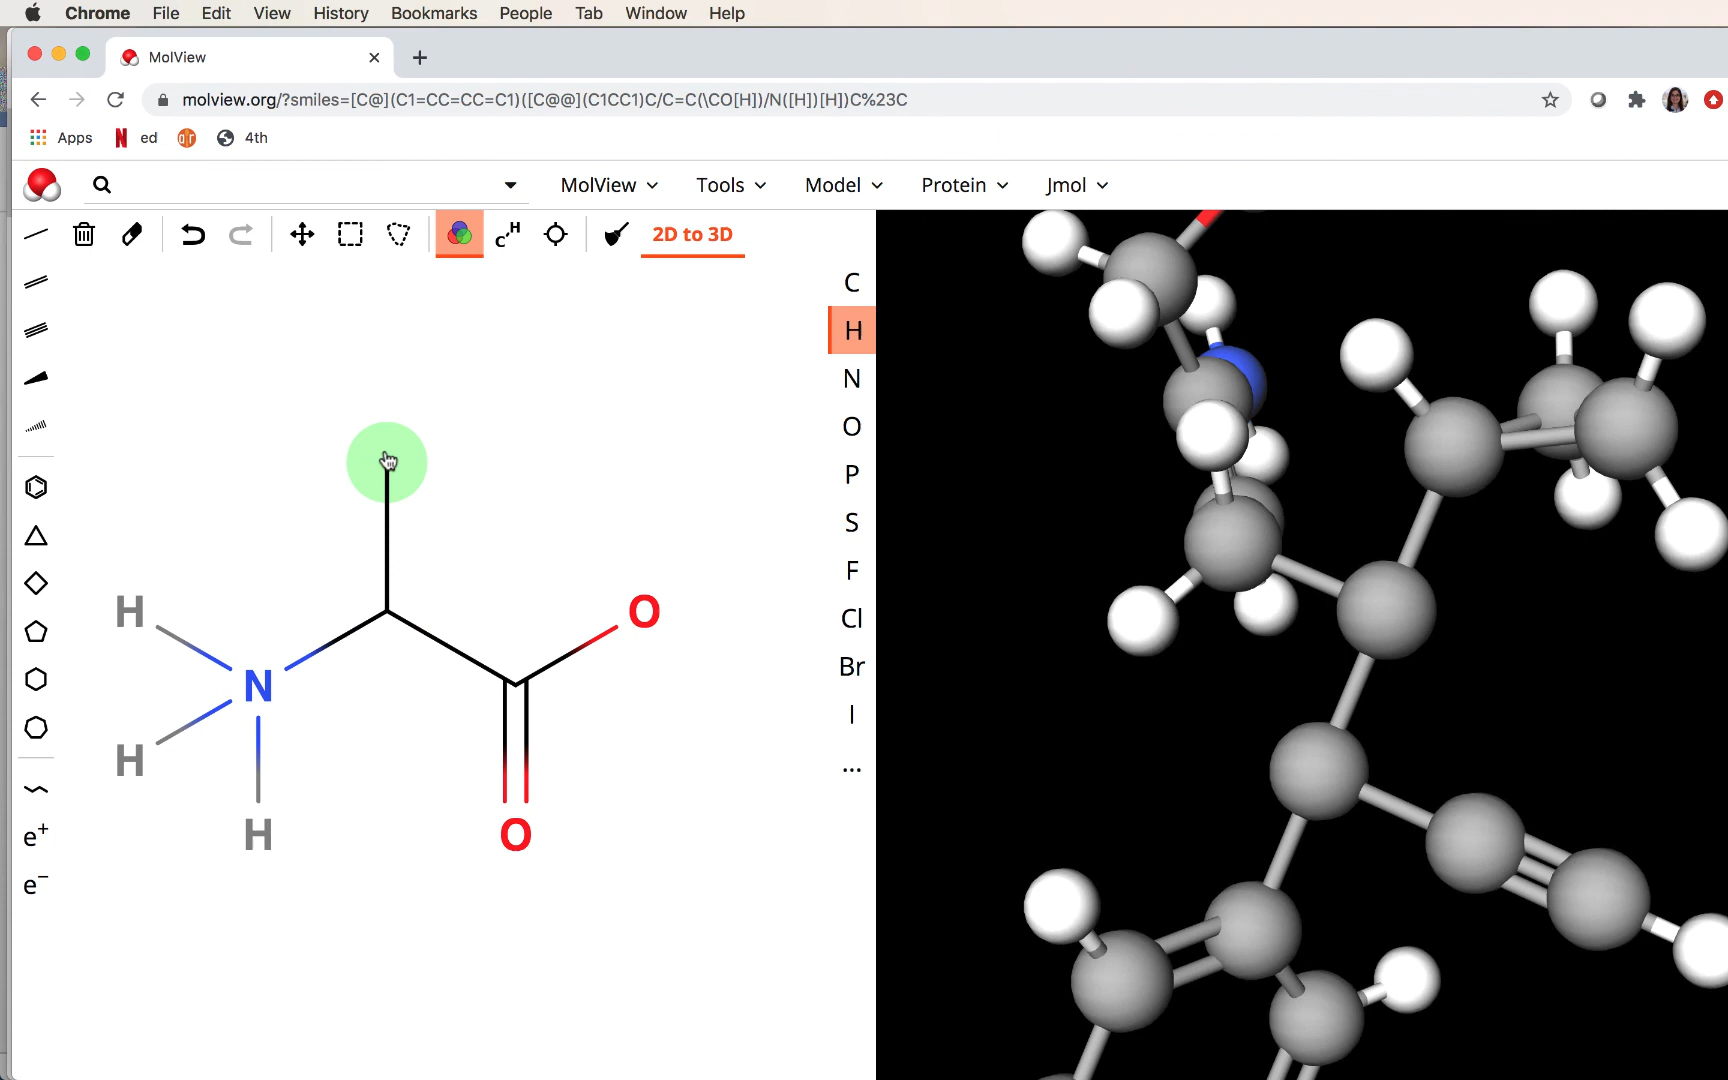 Chrome File Edit View History Bookmarks People Tab Window Help
MolView
molview.org/?smiles=[C@](C1=CC=CC=C1)([C@@](C1CC1)C/C=C(\CO[H])/N([H])[H])C%23C
Apps N ed dr 4th
MolView Tools Model Protein Jmol
C H 2D to 3D
C
H
N
O
P
S
F
Cl
Br
I
...
H O
N
H
H O
e+
e−